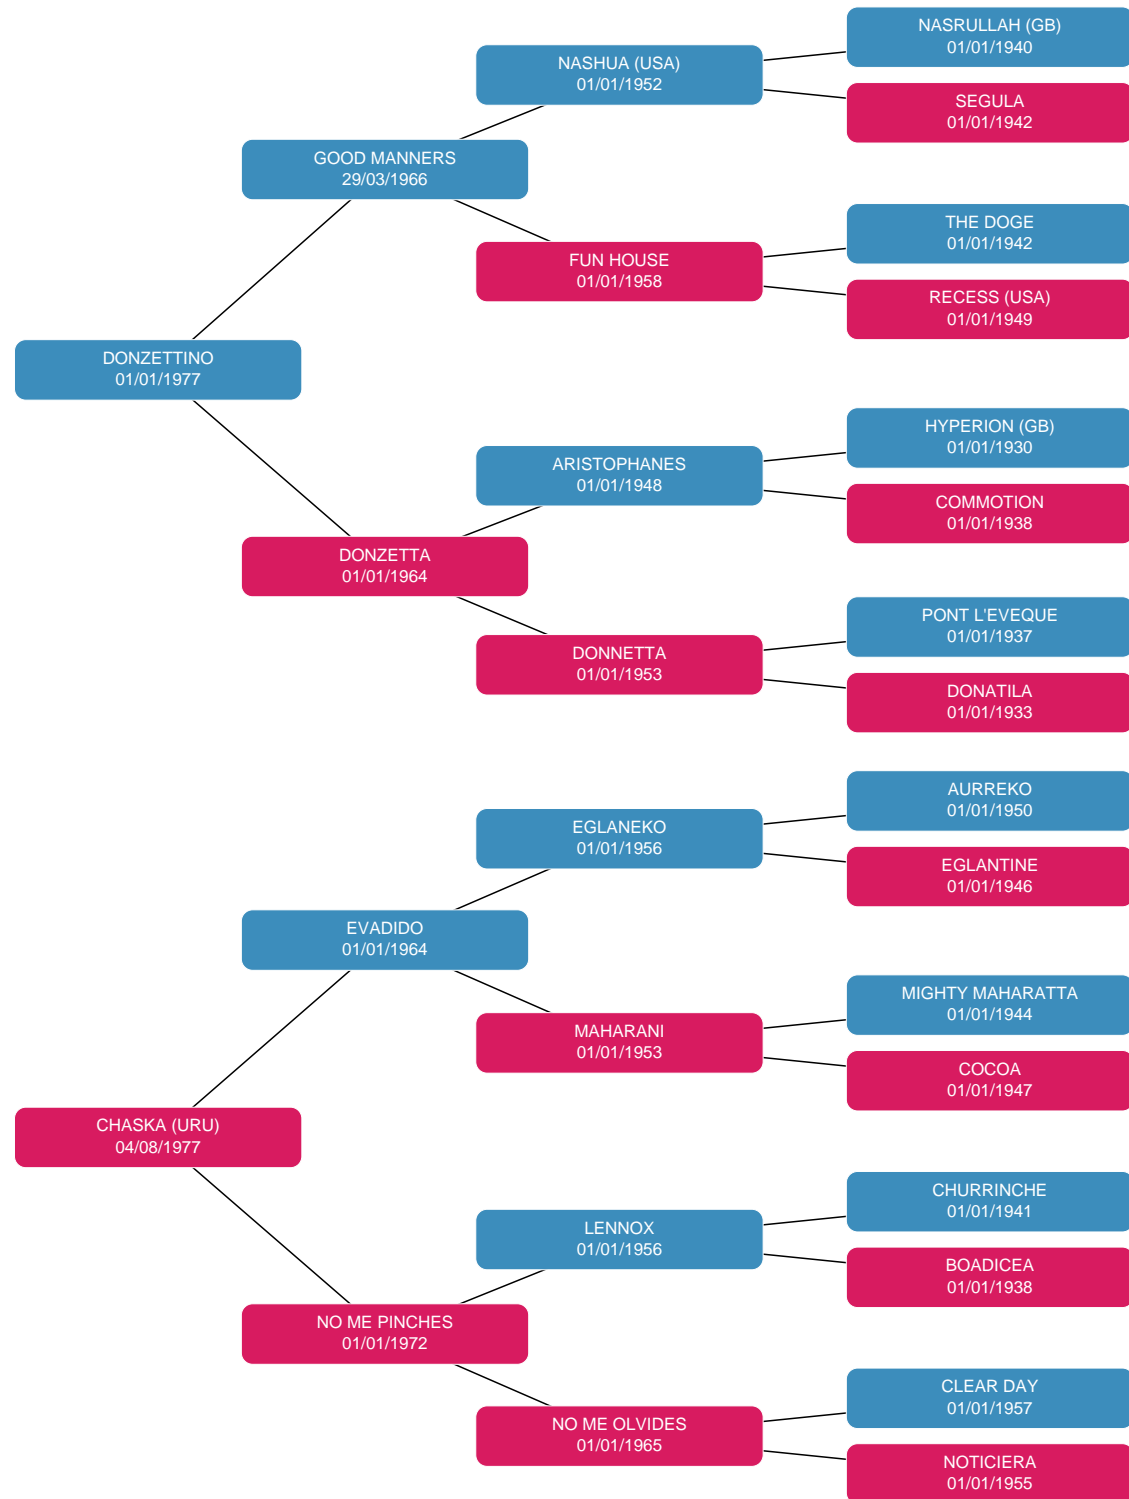 NASRULLAH (GB)
01/01/1940
NASHUA (USA)
01/01/1952
SEGULA
01/01/1942
GOOD MANNERS
29/03/1966
THE DOGE
01/01/1942
FUN HOUSE
01/01/1958
RECESS (USA)
01/01/1949
DONZETTINO
01/01/1977
HYPERION (GB)
01/01/1930
ARISTOPHANES
01/01/1948
COMMOTION
01/01/1938
DONZETTA
01/01/1964
PONT L'EVEQUE
01/01/1937
DONNETTA
01/01/1953
DONATILA
01/01/1933
AURREKO
01/01/1950
EGLANEKO
01/01/1956
EGLANTINE
01/01/1946
EVADIDO
01/01/1964
MIGHTY MAHARATTA
01/01/1944
MAHARANI
01/01/1953
COCOA
01/01/1947
CHASKA (URU)
04/08/1977
CHURRINCHE
01/01/1941
LENNOX
01/01/1956
BOADICEA
01/01/1938
NO ME PINCHES
01/01/1972
CLEAR DAY
01/01/1957
NO ME OLVIDES
01/01/1965
NOTICIERA
01/01/1955